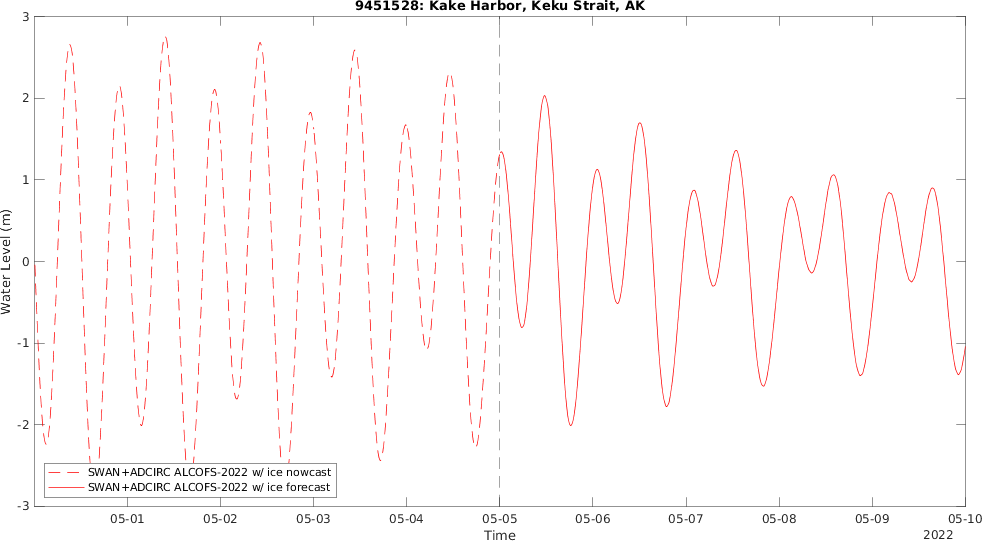 9451528: Kake Harbor, Keku Strait, AK
3
2
1
0
-1
-2
-3
Water Level (m)
SWAN+ADCIRC ALCOFS-2022 w/ ice nowcast
SWAN+ADCIRC ALCOFS-2022 w/ ice forecast
05-01 05-02 05-03 05-04 05-05 05-06 05-07 05-08 05-09 05-10
Time
2022